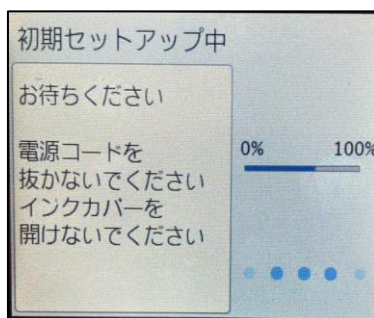 初期セットアップ中
お待ちください
電源コードを
抜かないでください
インクカバーを
開けないでください
0% 100%